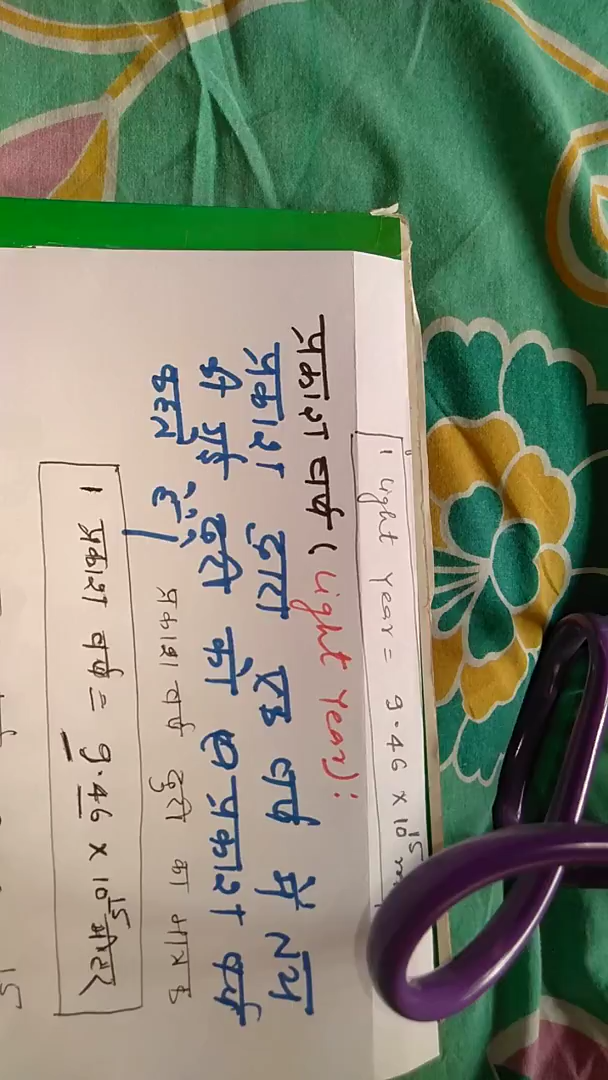 1 Light Year = 9.46 × 10¹⁵ m
प्रकाश वर्ष ( Light Year ) :
प्रकाश द्वारा एक वर्ष में तय
की गई दूरी को प्रकाश वर्ष
कहते हैं।
प्रकाश वर्ष दूरी का मात्रक
1 प्रकाश वर्ष = 9.46 × 10¹⁵ मीटर
15